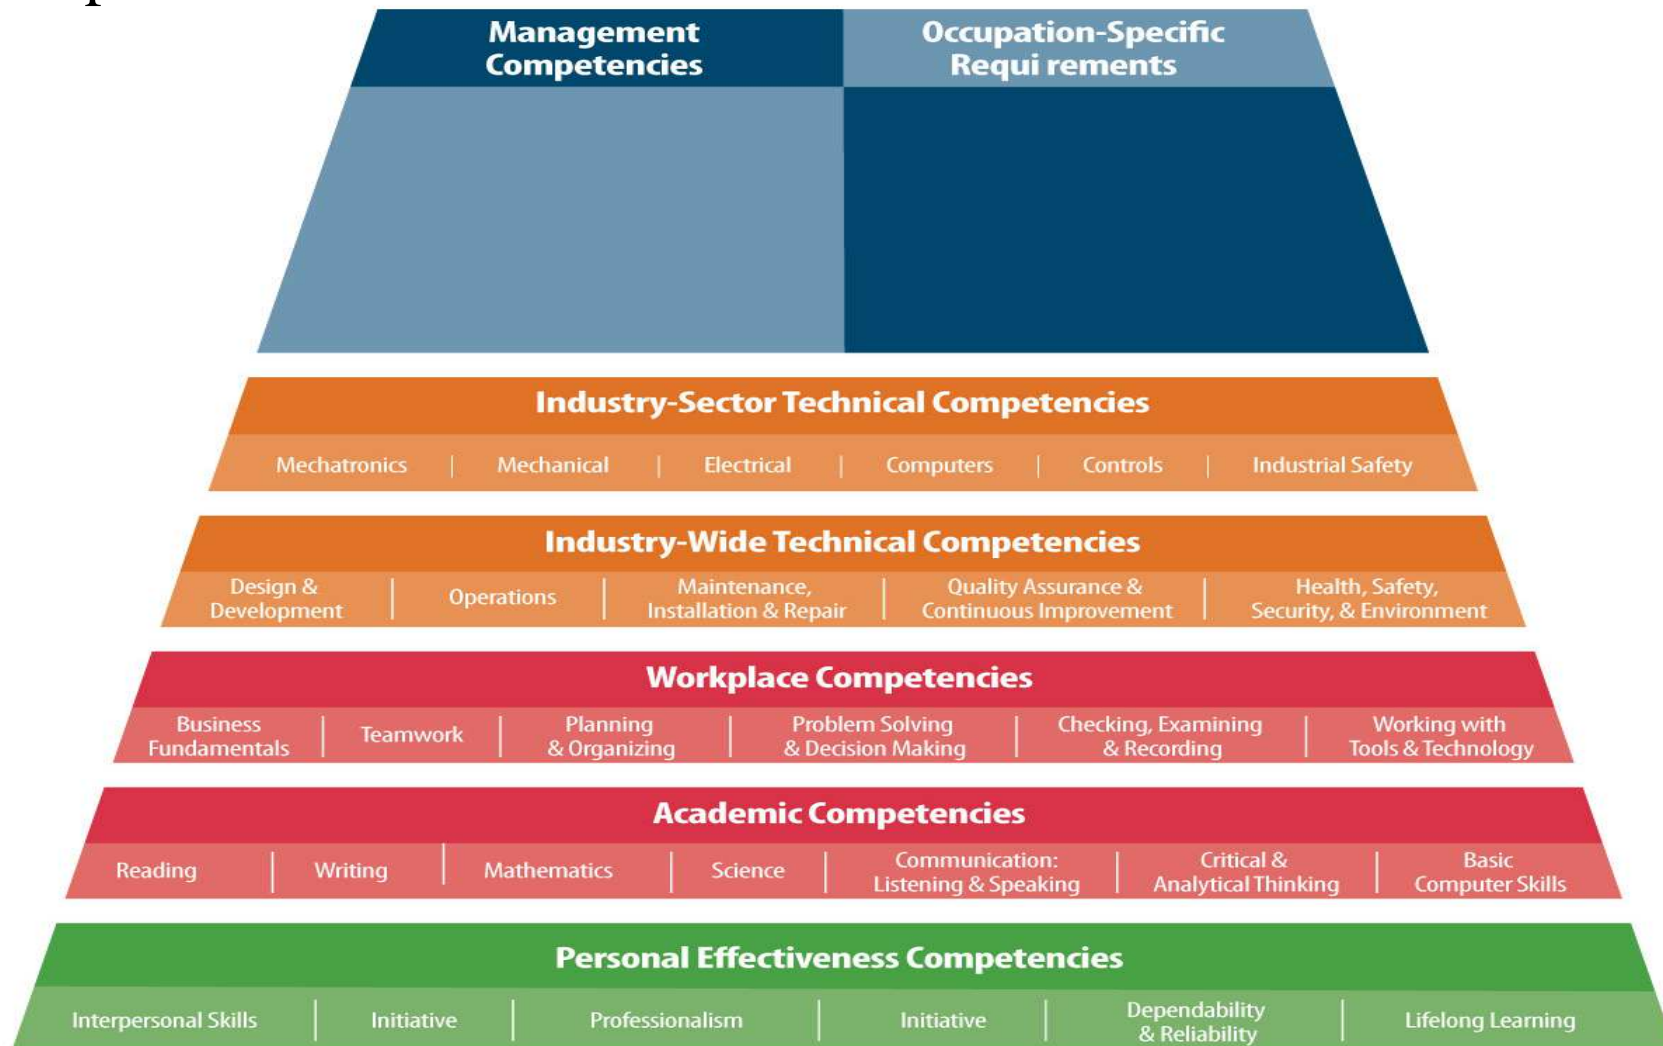 Management
Competencies
Occupation-Specific
Requi rements
Industry-Sector Technical Competencies
Mechatronics | Mechanical | Electrical | Computers | Controls | Industrial Safety
Industry-Wide Technical Competencies
Design &
Development
Operations
Maintenance,
Installation & Repair
Quality Assurance &
Continuous Improvement
Health, Safety,
Security, & Environment
Workplace Competencies
Business
Fundamentals
Teamwork
Planning
& Organizing
Problem Solving
& Decision Making
Checking, Examining
& Recording
Working with
Tools & Technology
Academic Competencies
Reading
Writing
Mathematics
Science
Communication:
Listening & Speaking
Critical &
Analytical Thinking
Basic
Computer Skills
Personal Effectiveness Competencies
Interpersonal Skills
Initiative
Professionalism
Initiative
Dependability
& Reliability
Lifelong Learning